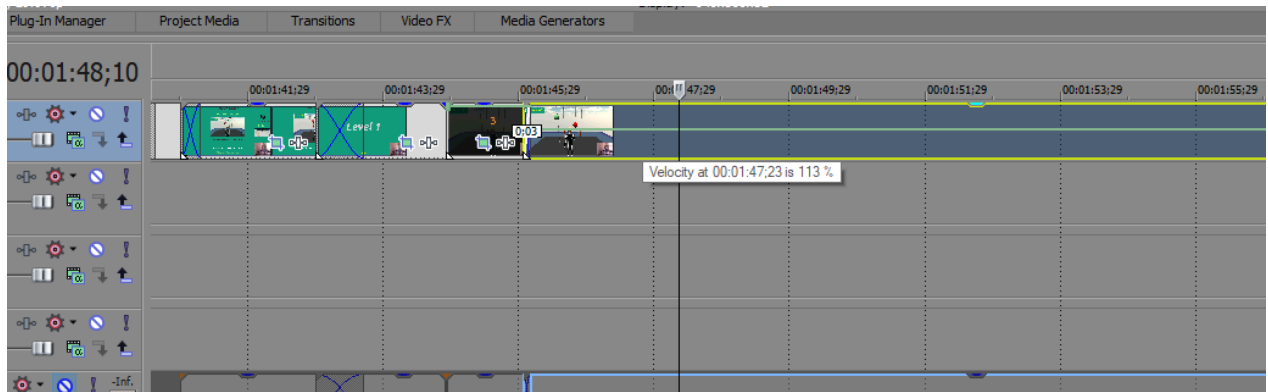 Plug-In Manager Project Media Transitions Video FX Media Generators
00:01:48;10
00:01:41;29 00:01:43;29 00:01:45;29 47;29 00:01:49;29 00:01:51;29 00:01:53;29 00:01:55;29
Level 1
3
0;03
Velocity at 00:01:47;23 is 113 %
-Inf.